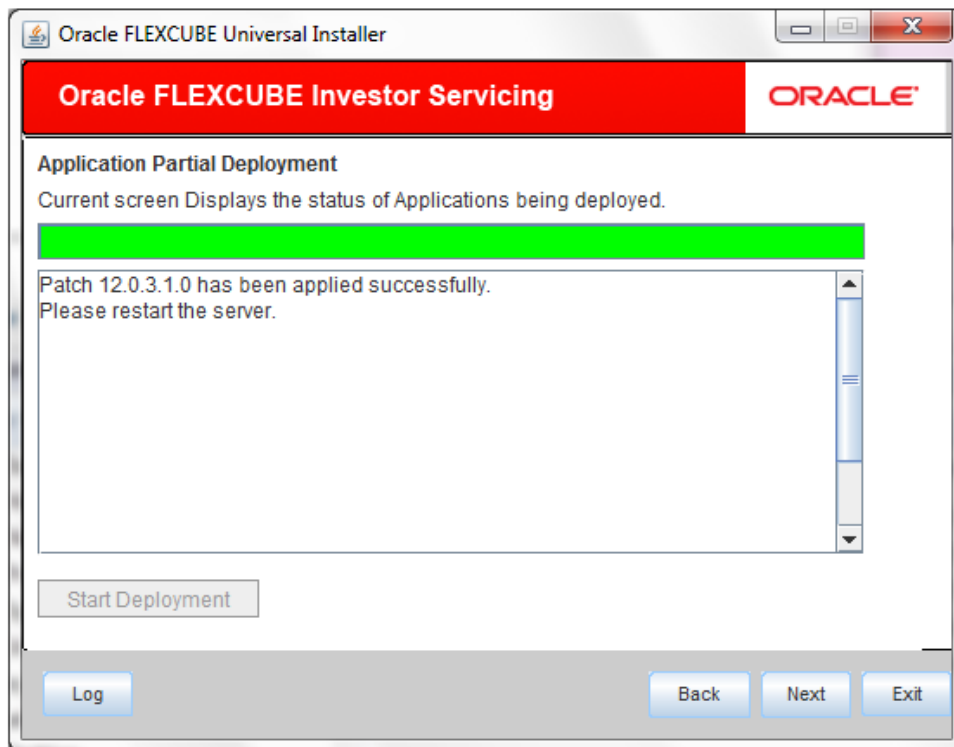 Oracle FLEXCUBE Universal Installer
Oracle FLEXCUBE Investor Servicing
ORACLE'
Application Partial Deployment
Current screen Displays the status of Applications being deployed.
Patch 12.0.3.1.0 has been applied successfully.
Please restart the server.
Start Deployment
Log
Back
Next
Exit